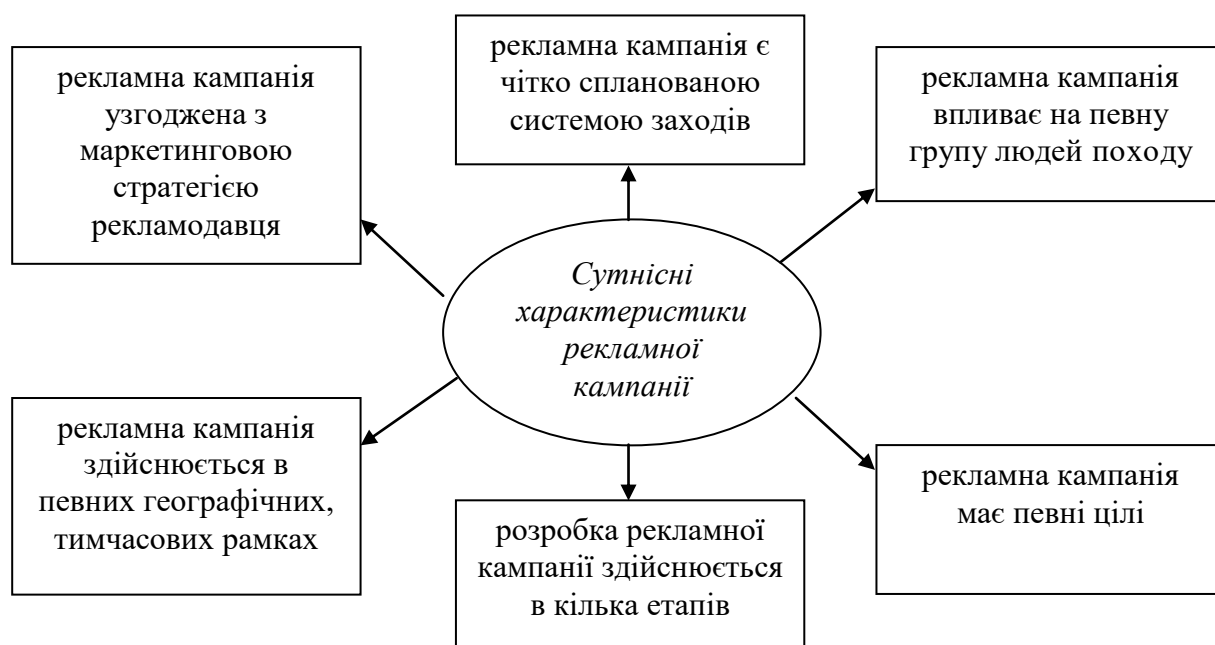 рекламна кампанія
узгоджена з
маркетинговою
стратегією
рекламодавця
рекламна кампанія є
чітко спланованою
системою заходів
рекламна кампанія
впливає на певну
групу людей походу
Сутнісні
характеристики
рекламної
кампанії
рекламна кампанія
здійснюється в
певних географічних,
тимчасових рамках
розробка рекламної
кампанії здійснюється
в кілька етапів
рекламна кампанія
має певні цілі